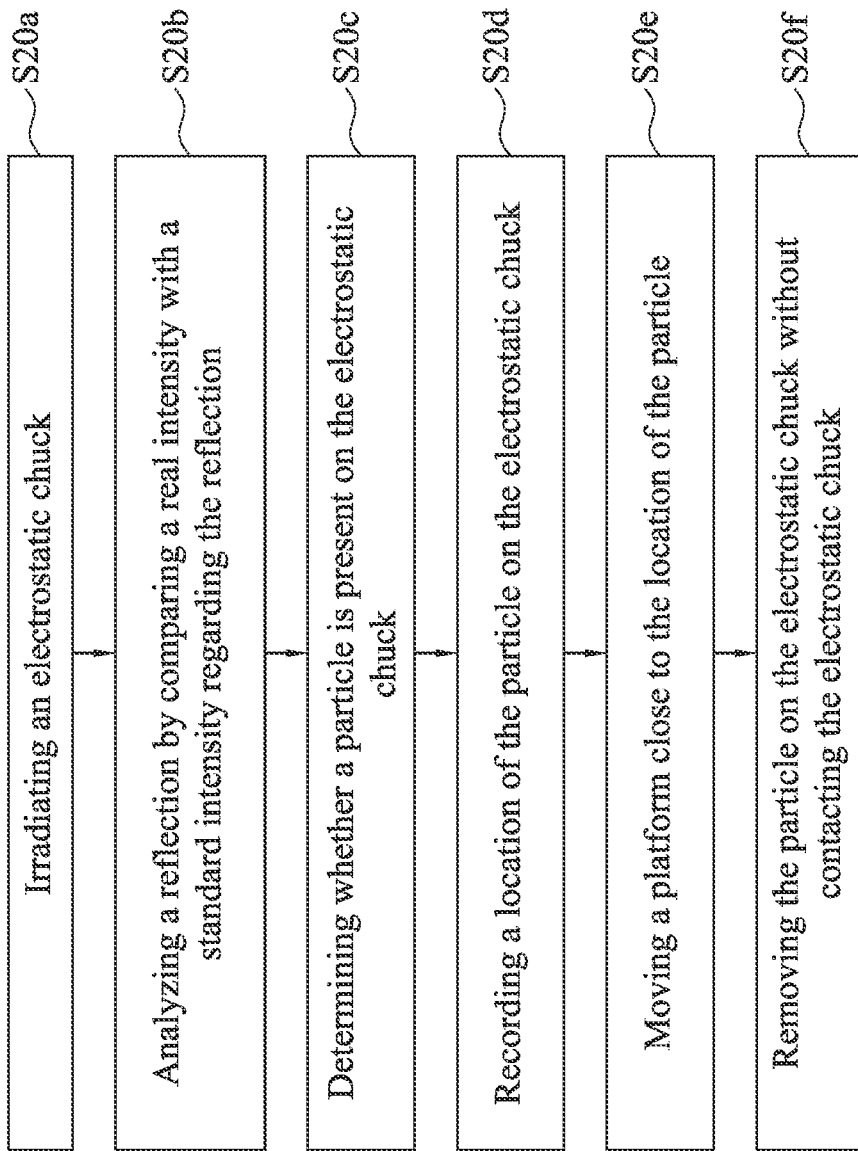 Irradiating an electrostatic chuck
S20a
Analyzing a reflection by comparing a real intensity with a
standard intensity regarding the reflection
S20b
Determining whether a particle is present on the electrostatic
chuck
S20c
Recording a location of the particle on the electrostatic chuck
S20d
Moving a platform close to the location of the particle
S20e
Removing the particle on the electrostatic chuck without
contacting the electrostatic chuck
S20f